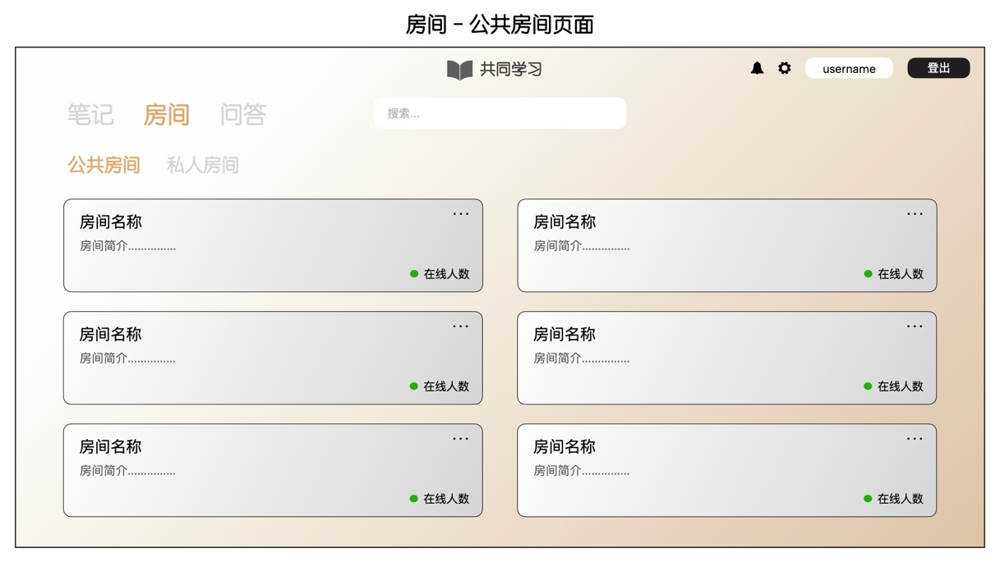 房间 - 公共房间页面
共同学习
username
登出
笔记 房间 问答
搜索...
公共房间 私人房间
房间名称
房间简介..............
在线人数
房间名称
房间简介..............
在线人数
房间名称
房间简介..............
在线人数
房间名称
房间简介..............
在线人数
房间名称
房间简介..............
在线人数
房间名称
房间简介..............
在线人数